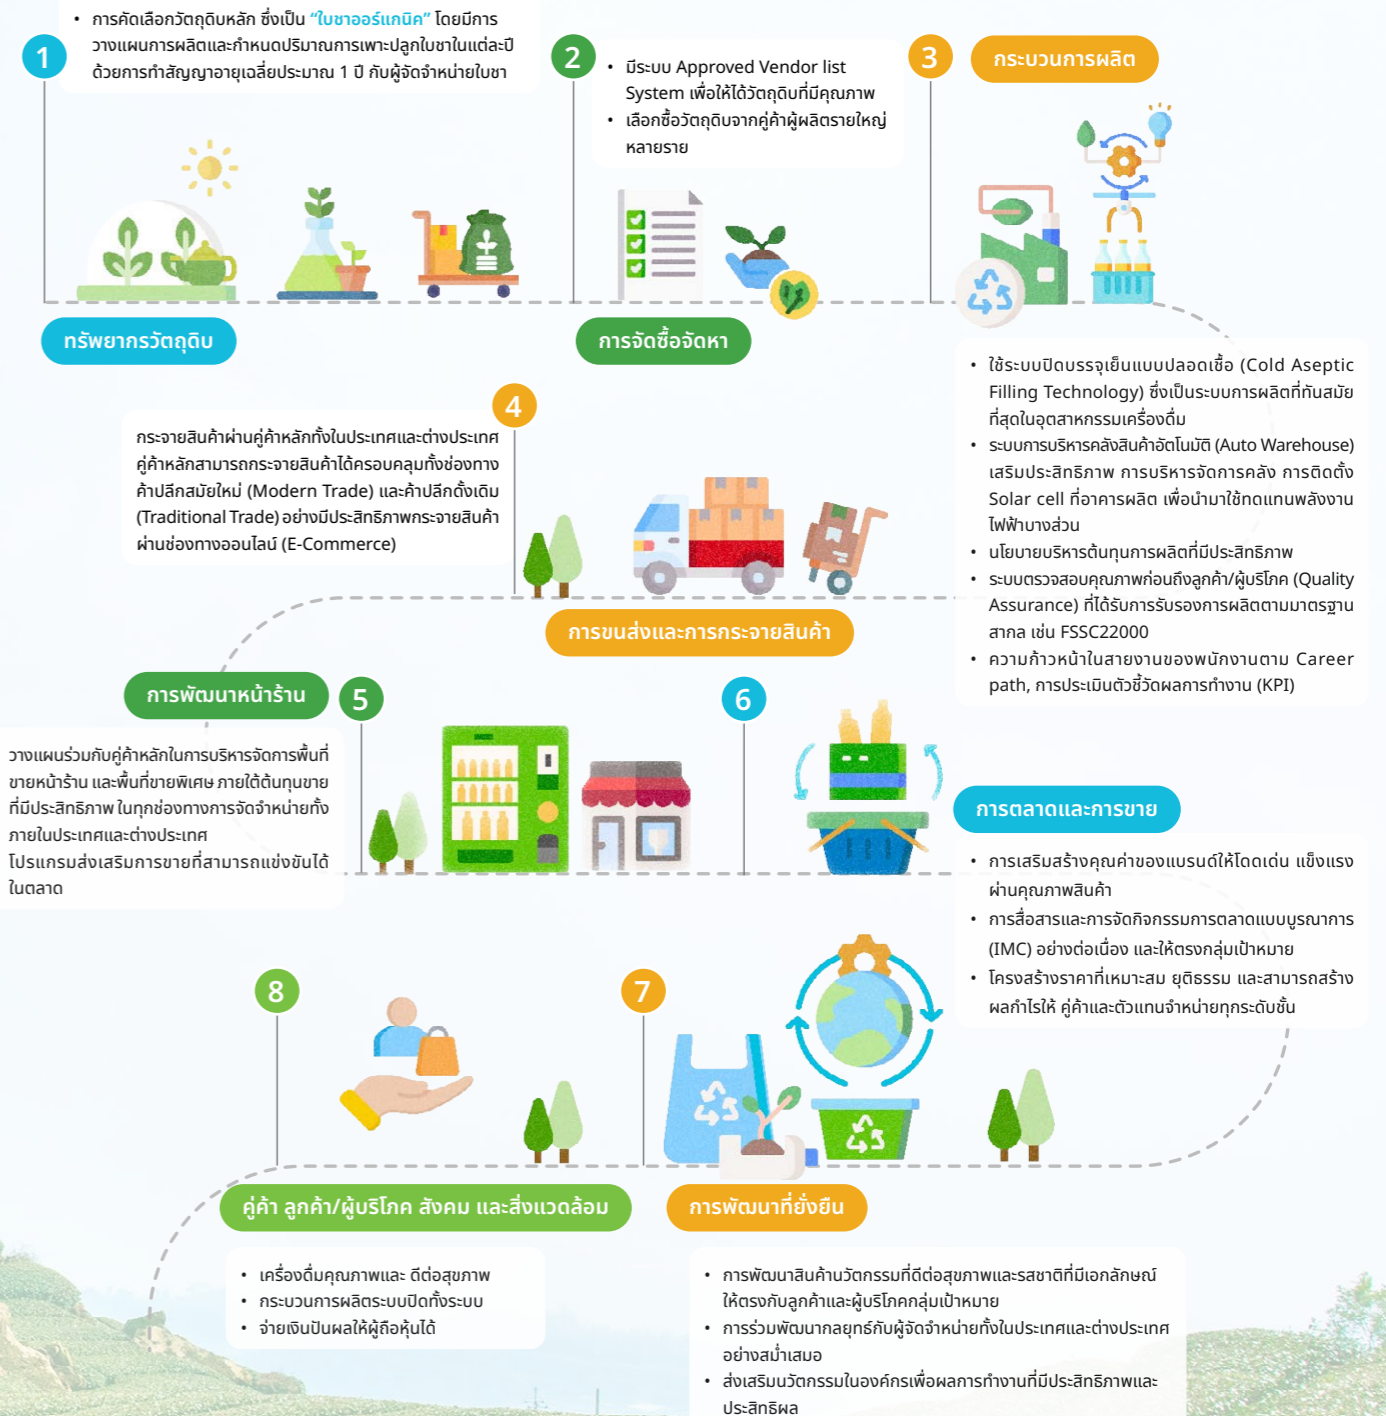 1
• การคัดเลือกวัตถุดิบหลัก ซึ่งเป็น “ใบชาออร์แกนิค” โดยมีการ
วางแผนการผลิตและกำหนดปริมาณการเพาะปลูกใบชาในแต่ละปี
ด้วยการทำสัญญาอายุเฉลี่ยประมาณ 1 ปี กับผู้จัดจำหน่ายใบชา
ทรัพยากรวัตถุดิบ
2
• มีระบบ Approved Vendor list
System เพื่อให้ได้วัตถุดิบที่มีคุณภาพ
• เลือกซื้อวัตถุดิบจากคู่ค้าผู้ผลิตรายใหญ่
หลายราย
การจัดซื้อจัดหา
3
กระบวนการผลิต
• ใช้ระบบปิดบรรจุเย็นแบบปลอดเชื้อ (Cold Aseptic
Filling Technology) ซึ่งเป็นระบบการผลิตที่ทันสมัย
ที่สุดในอุตสาหกรรมเครื่องดื่ม
• ระบบการบริหารคลังสินค้าอัตโนมัติ (Auto Warehouse)
เสริมประสิทธิภาพ การบริหารจัดการคลัง การติดตั้ง
Solar cell ที่อาคารผลิต เพื่อนำมาใช้ทดแทนพลังงาน
ไฟฟ้าบางส่วน
• นโยบายบริหารต้นทุนการผลิตที่มีประสิทธิภาพ
• ระบบตรวจสอบคุณภาพก่อนถึงลูกค้า/ผู้บริโภค (Quality
Assurance) ที่ได้รับการรับรองการผลิตตามมาตรฐาน
สากล เช่น FSSC22000
• ความก้าวหน้าในสายงานของพนักงานตาม Career
path, การประเมินตัวชี้วัดผลการทำงาน (KPI)
4
กระจายสินค้าผ่านคู่ค้าหลักทั้งในประเทศและต่างประเทศ
คู่ค้าหลักสามารถกระจายสินค้าได้ครอบคลุมทั้งช่องทาง
ค้าปลีกสมัยใหม่ (Modern Trade) และค้าปลีกดั้งเดิม
(Traditional Trade) อย่างมีประสิทธิภาพกระจายสินค้า
ผ่านช่องทางออนไลน์ (E-Commerce)
การขนส่งและการกระจายสินค้า
การพัฒนาหน้าร้าน
5
วางแผนร่วมกับคู่ค้าหลักในการบริหารจัดการพื้นที่
ขายหน้าร้าน และพื้นที่ขายพิเศษ ภายใต้ต้นทุนขาย
ที่มีประสิทธิภาพ ในทุกช่องทางการจัดจำหน่ายทั้ง
ภายในประเทศและต่างประเทศ
โปรแกรมส่งเสริมการขายที่สามารถแข่งขันได้
ในตลาด
6
การตลาดและการขาย
• การเสริมสร้างคุณค่าของแบรนด์ให้โดดเด่น แข็งแรง
ผ่านคุณภาพสินค้า
• การสื่อสารและการจัดกิจกรรมการตลาดแบบบูรณาการ
(IMC) อย่างต่อเนื่อง และให้ตรงกลุ่มเป้าหมาย
• โครงสร้างราคาที่เหมาะสม ยุติธรรม และสามารถสร้าง
ผลกำไรให้ คู่ค้าและตัวแทนจำหน่ายทุกระดับชั้น
7
การพัฒนาที่ยั่งยืน
• การพัฒนาสินค้านวัตกรรมที่ดีต่อสุขภาพและรสชาติที่มีเอกลักษณ์
ให้ตรงกับลูกค้าและผู้บริโภคกลุ่มเป้าหมาย
• การร่วมพัฒนากลยุทธ์กับผู้จัดจำหน่ายทั้งในประเทศและต่างประเทศ
อย่างสม่ำเสมอ
• ส่งเสริมนวัตกรรมในองค์กรเพื่อผลการทำงานที่มีประสิทธิภาพและ
ประสิทธิผล
8
คู่ค้า ลูกค้า/ผู้บริโภค สังคม และสิ่งแวดล้อม
• เครื่องดื่มคุณภาพและ ดีต่อสุขภาพ
• กระบวนการผลิตระบบปิดทั้งระบบ
• จ่ายเงินปันผลให้ผู้ถือหุ้นได้